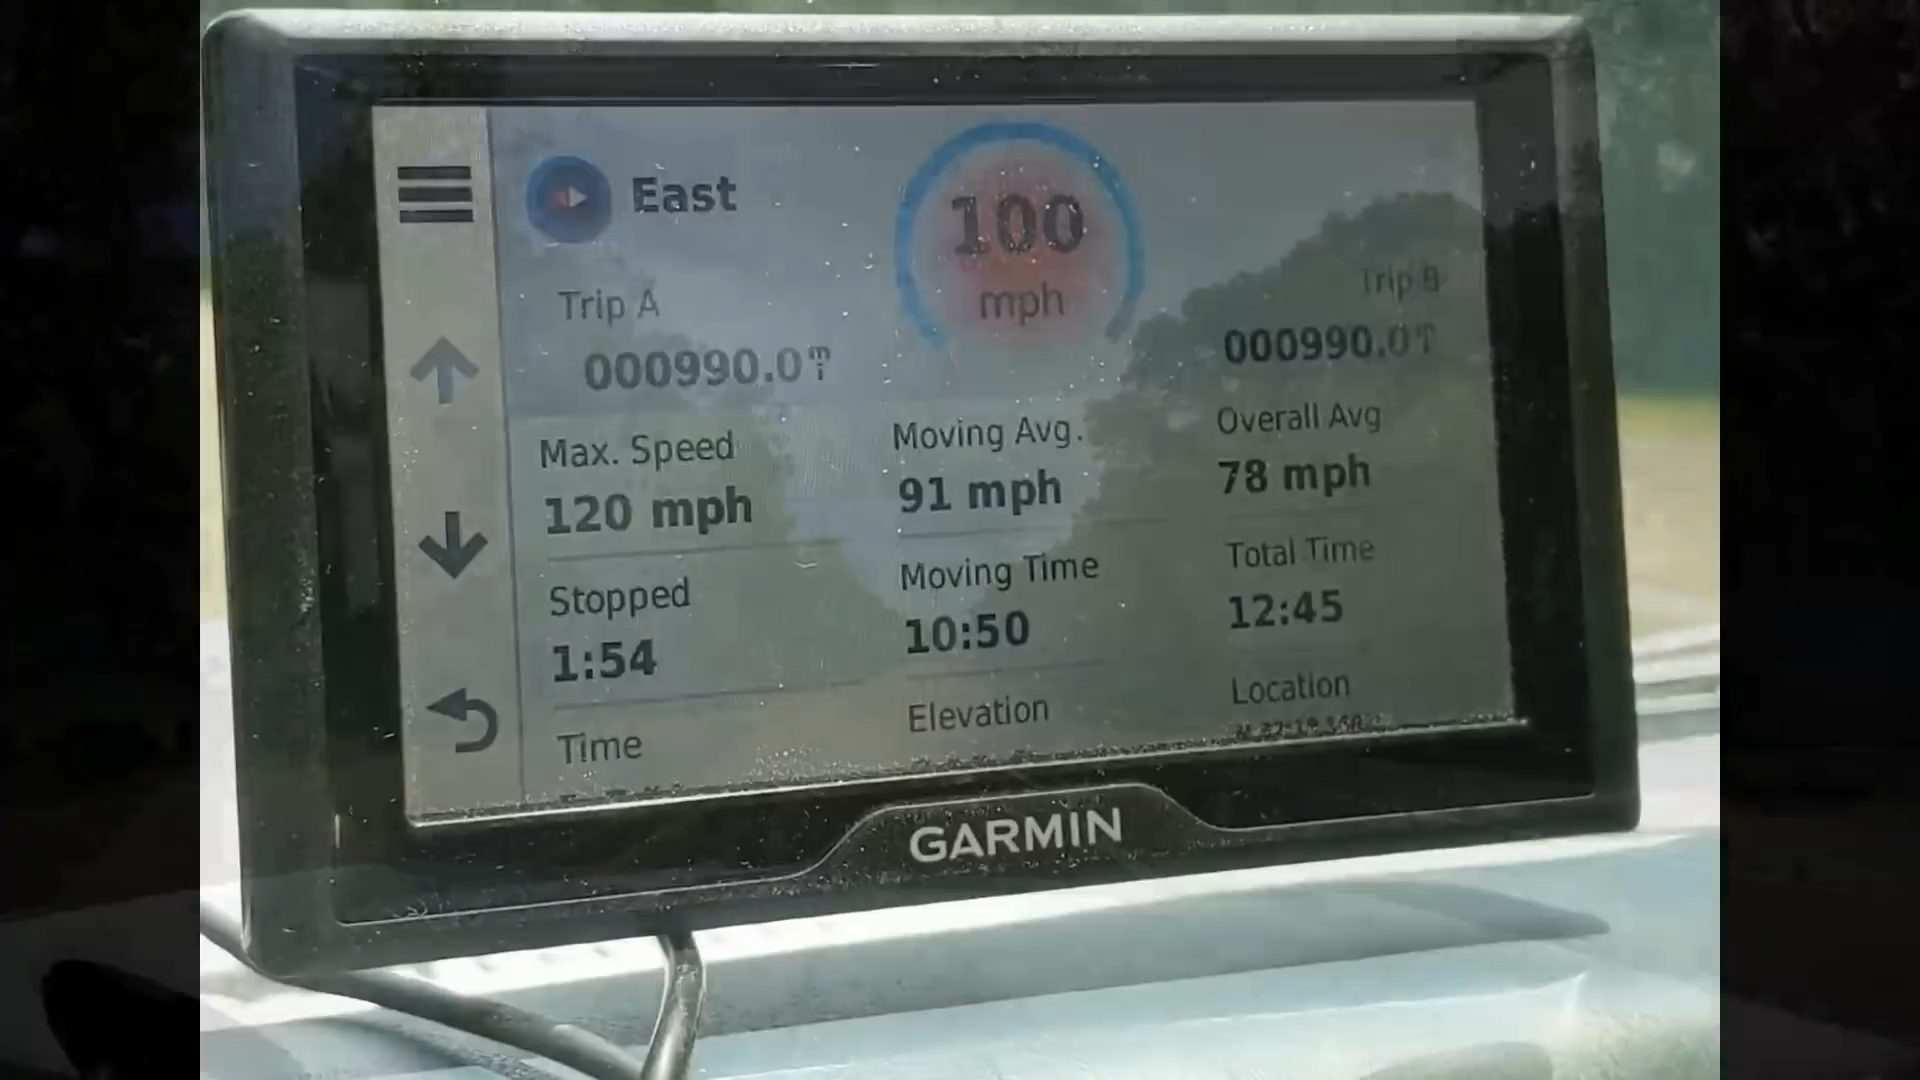 East
100
mph
Trip A
Trip B
000990.0 mi
000990.0
Max. Speed
Moving Avg.
Overall Avg
120 mph
91 mph
78 mph
Stopped
Moving Time
Total Time
1:54
10:50
12:45
Time
Elevation
Location
GARMIN